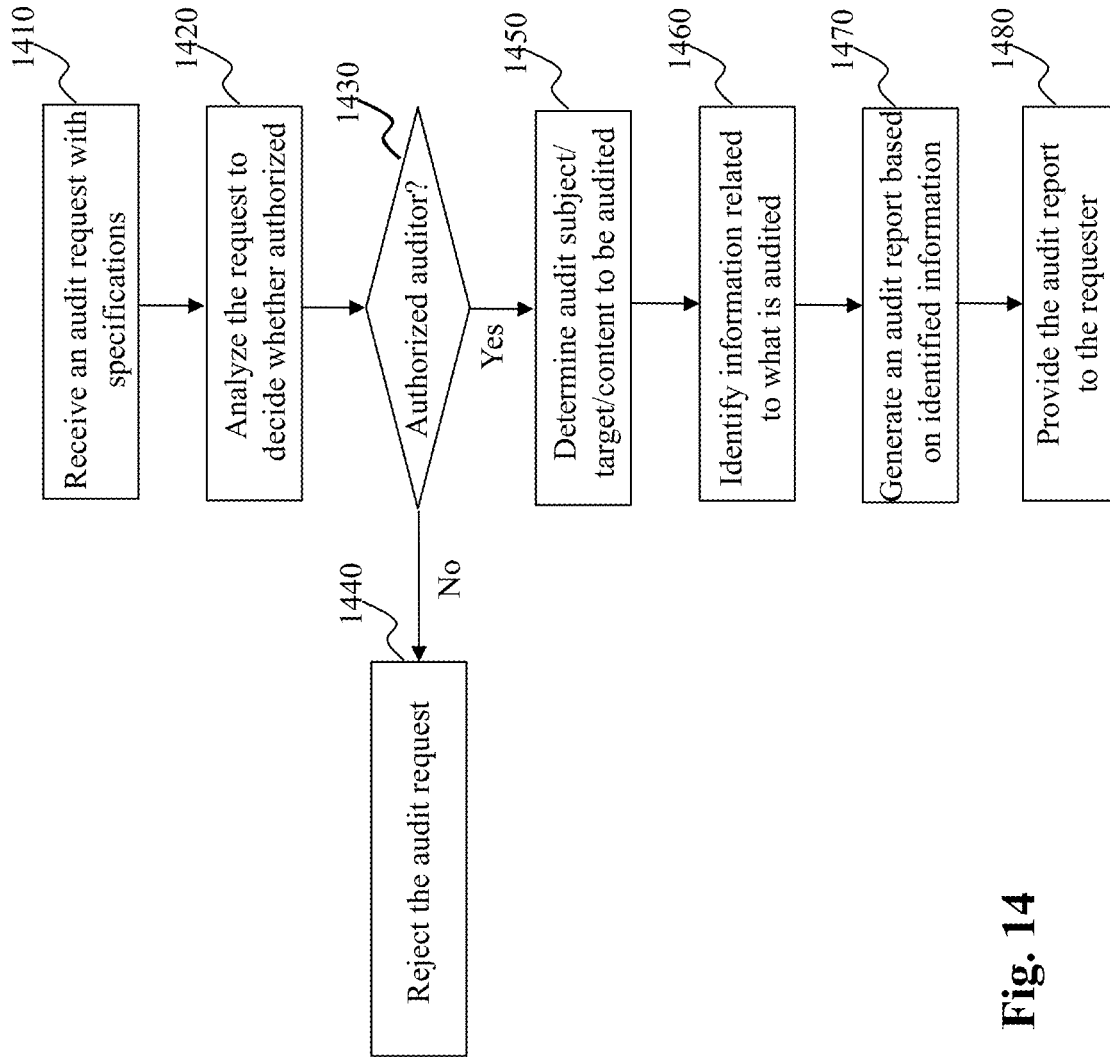 1410
Receive an audit request with
specifications
1420
Analyze the request to
decide whether authorized
1430
Authorized auditor?
No
Yes
1440
Reject the audit request
1450
Determine audit subject/
target/content to be audited
1460
Identify information related
to what is audited
1470
Generate an audit report based
on identified information
1480
Provide the audit report
to the requester
Fig. 14